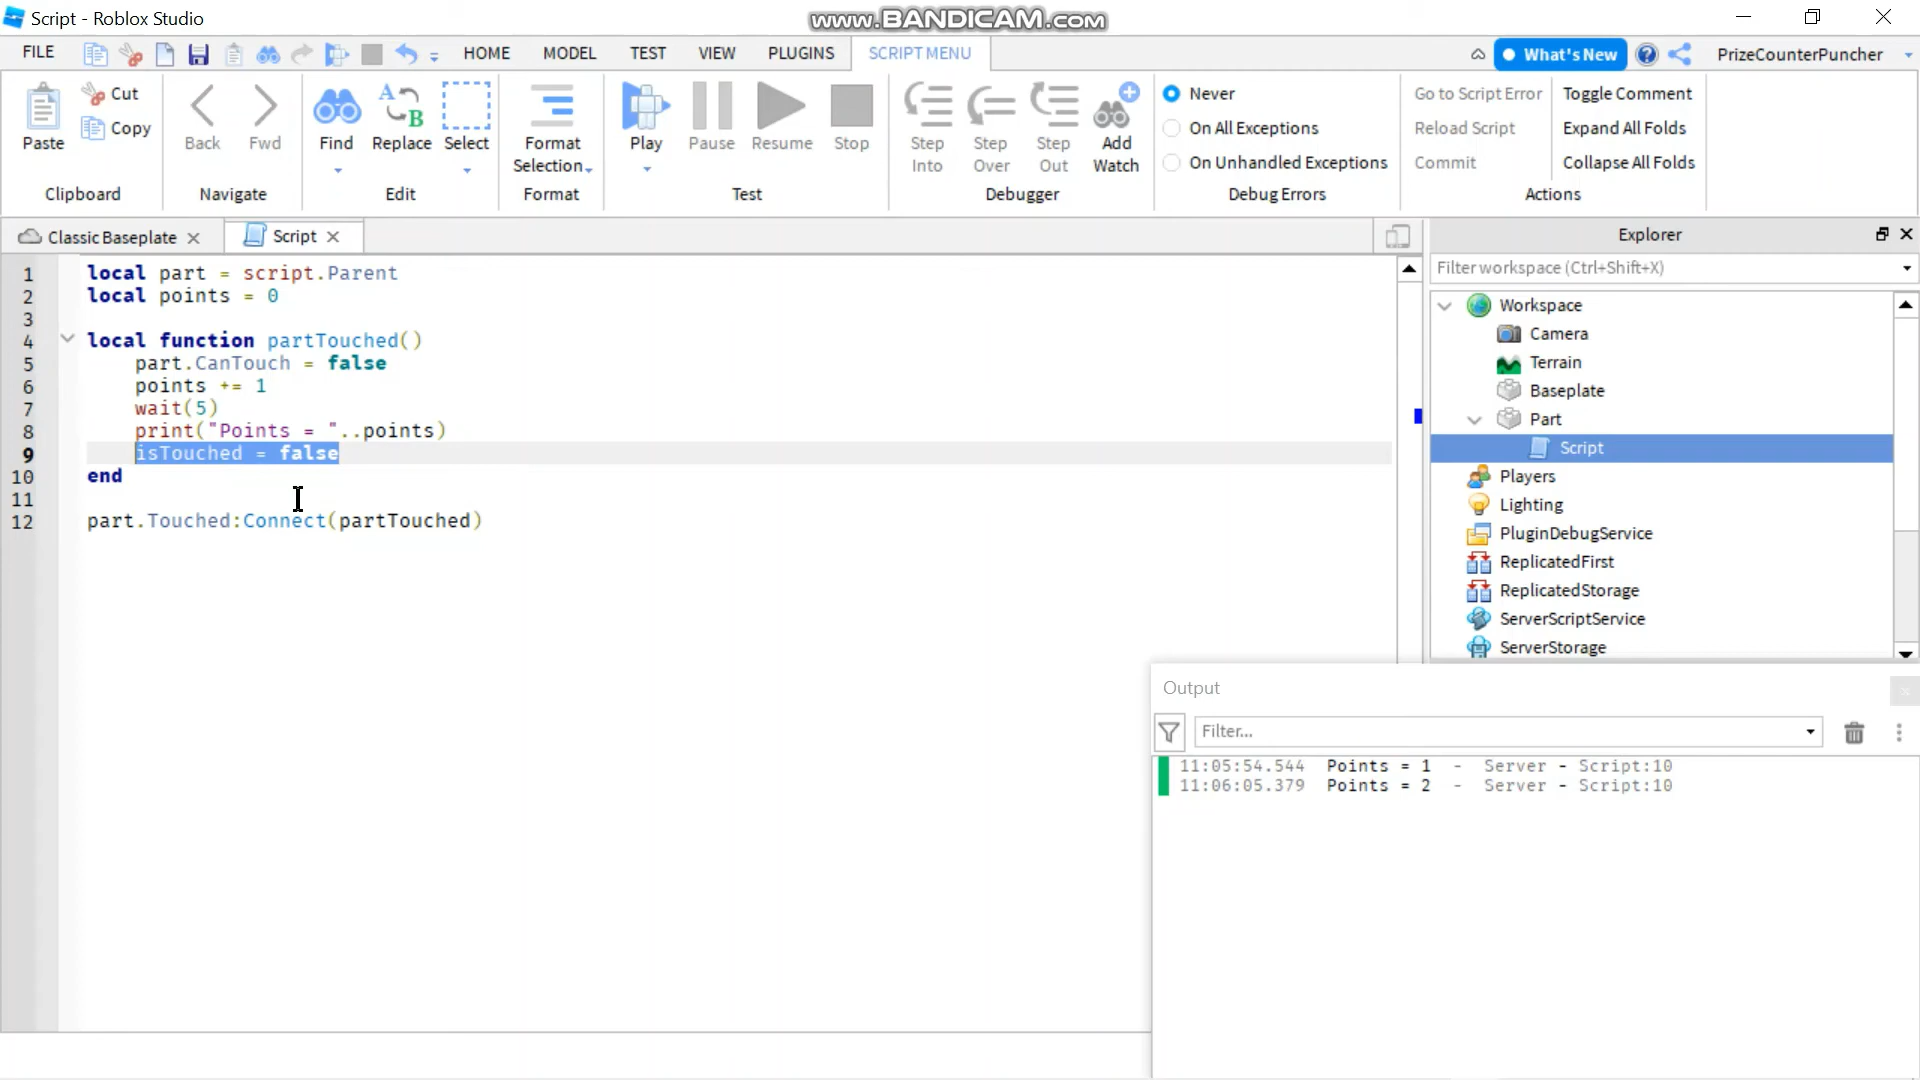 Script - Roblox Studio
www.BANDICAM.com
FILE
HOME
MODEL
TEST
VIEW
PLUGINS
SCRIPT MENU
What's New
PrizeCounterPuncher
Paste
Cut
Copy
Clipboard
Back
Fwd
Navigate
Find
Replace
Select
Edit
Format
Selection
Format
Play
Pause
Resume
Stop
Test
Step
Into
Step
Over
Step
Out
Add
Watch
Debugger
Never
On All Exceptions
On Unhandled Exceptions
Debug Errors
Go to Script Error
Reload Script
Commit
Toggle Comment
Expand All Folds
Collapse All Folds
Actions
Classic Baseplate
Script
1 local part = script.Parent
2 local points = 0
3
4 local function partTouched()
5 part.CanTouch = false
6 points += 1
7 wait(5)
8 print("Points = "..points)
9 isTouched = false
10 end
11
12 part.Touched:Connect(partTouched)
Explorer
Filter workspace (Ctrl+Shift+X)
Workspace
Camera
Terrain
Baseplate
Part
Script
Players
Lighting
PluginDebugService
ReplicatedFirst
ReplicatedStorage
ServerScriptService
ServerStorage
Output
Filter...
11:05:54.544 Points = 1 - Server - Script:10
11:06:05.379 Points = 2 - Server - Script:10